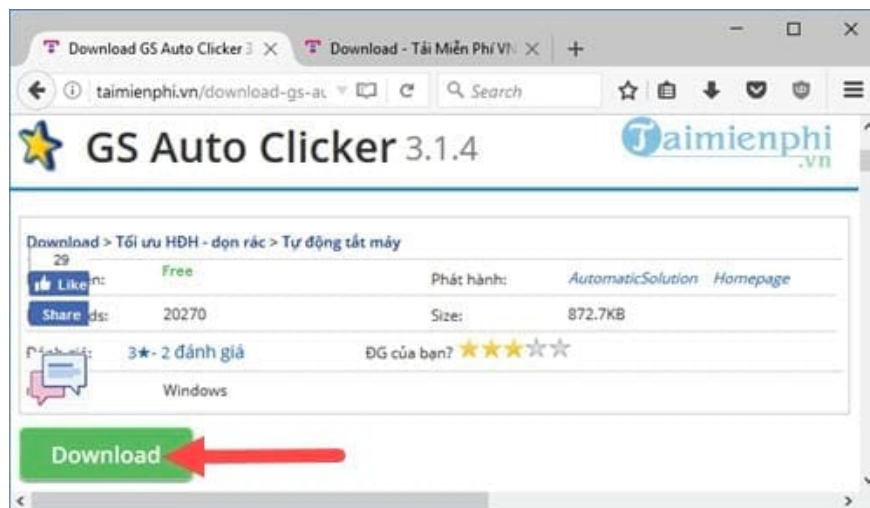 Download GS Auto Clicker 3
Download - Tải Miễn Phí VN
taimienphi.vn/download-gs-au
Search
GS Auto Clicker 3.1.4
Taimienphi
.vn
Download > Tối ưu HĐH - dọn rác > Tự động tắt máy
29
Like
Free
Phát hành:
AutomaticSolution Homepage
Share
ds:
20270
Size:
872.7KB
3★- 2 đánh giá
ĐG của bạn?
Windows
Download